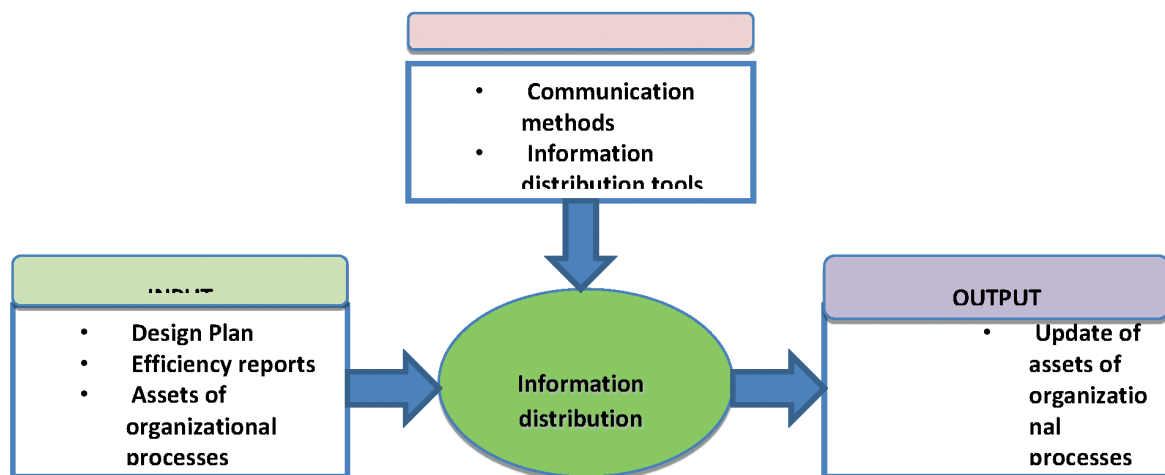 • Communication
methods
• Information
distribution tools
INPUT
• Design Plan
• Efficiency reports
• Assets of
organizational
processes
Information
distribution
OUTPUT
• Update of
assets of
organizatio
nal
processes